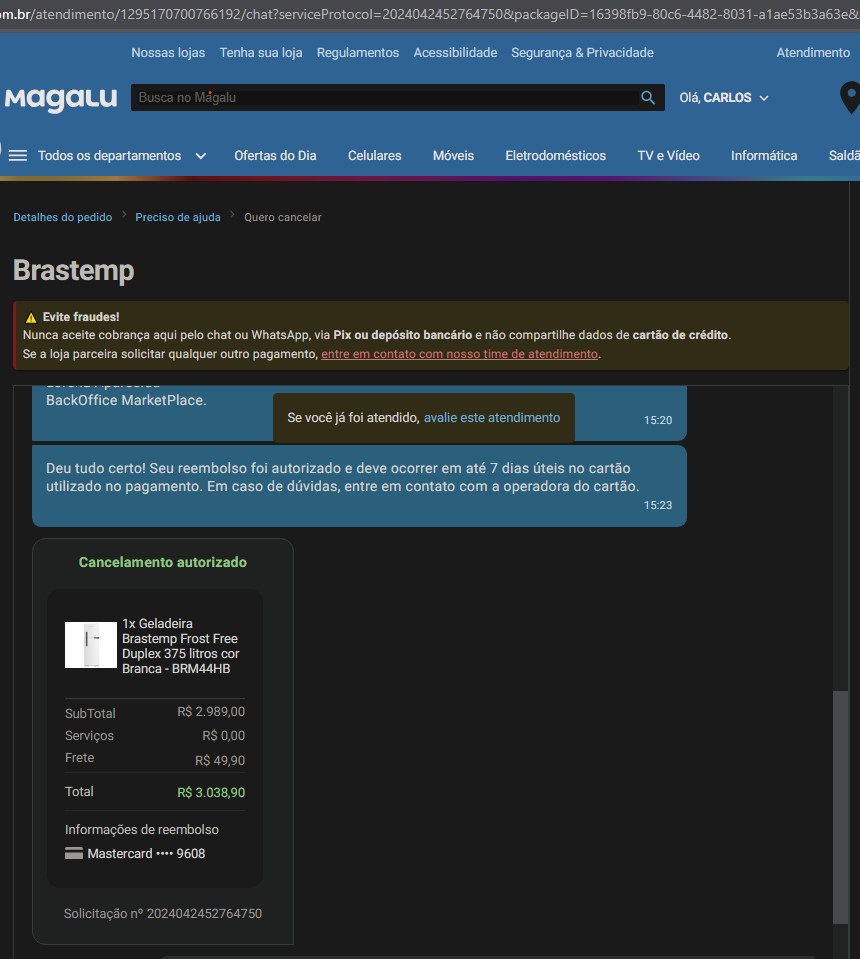 m.br/atendimento/1295170700766192/chat?serviceProtocol=2024042452764750&packageID=16398fb9-80c6-4482-8031-a1ae53b3a63e&
Nossas lojas Tenha sua loja Regulamentos Acessibilidade Segurança & Privacidade Atendimento
Magalu
Busca no Magalu
Olá, CARLOS
Todos os departamentos Ofertas do Dia Celulares Móveis Eletrodomésticos TV e Vídeo Informática Saldã
Detalhes do pedido Preciso de ajuda Quero cancelar
Brastemp
Evite fraudes!
Nunca aceite cobrança aqui pelo chat ou WhatsApp, via Pix ou depósito bancário e não compartilhe dados de cartão de crédito.
Se a loja parceira solicitar qualquer outro pagamento, entre em contato com nosso time de atendimento.
BackOffice MarketPlace.
Se você já foi atendido, avalie este atendimento
15:20
Deu tudo certo! Seu reembolso foi autorizado e deve ocorrer em até 7 dias úteis no cartão
utilizado no pagamento. Em caso de dúvidas, entre em contato com a operadora do cartão.
15:23
Cancelamento autorizado
1x Geladeira
Brastemp Frost Free
Duplex 375 litros cor
Branca - BRM44HB
SubTotal R$ 2.989,00
Serviços R$ 0,00
Frete R$ 49,90
Total R$ 3.038,90
Informações de reembolso
Mastercard •••• 9608
Solicitação nº 2024042452764750